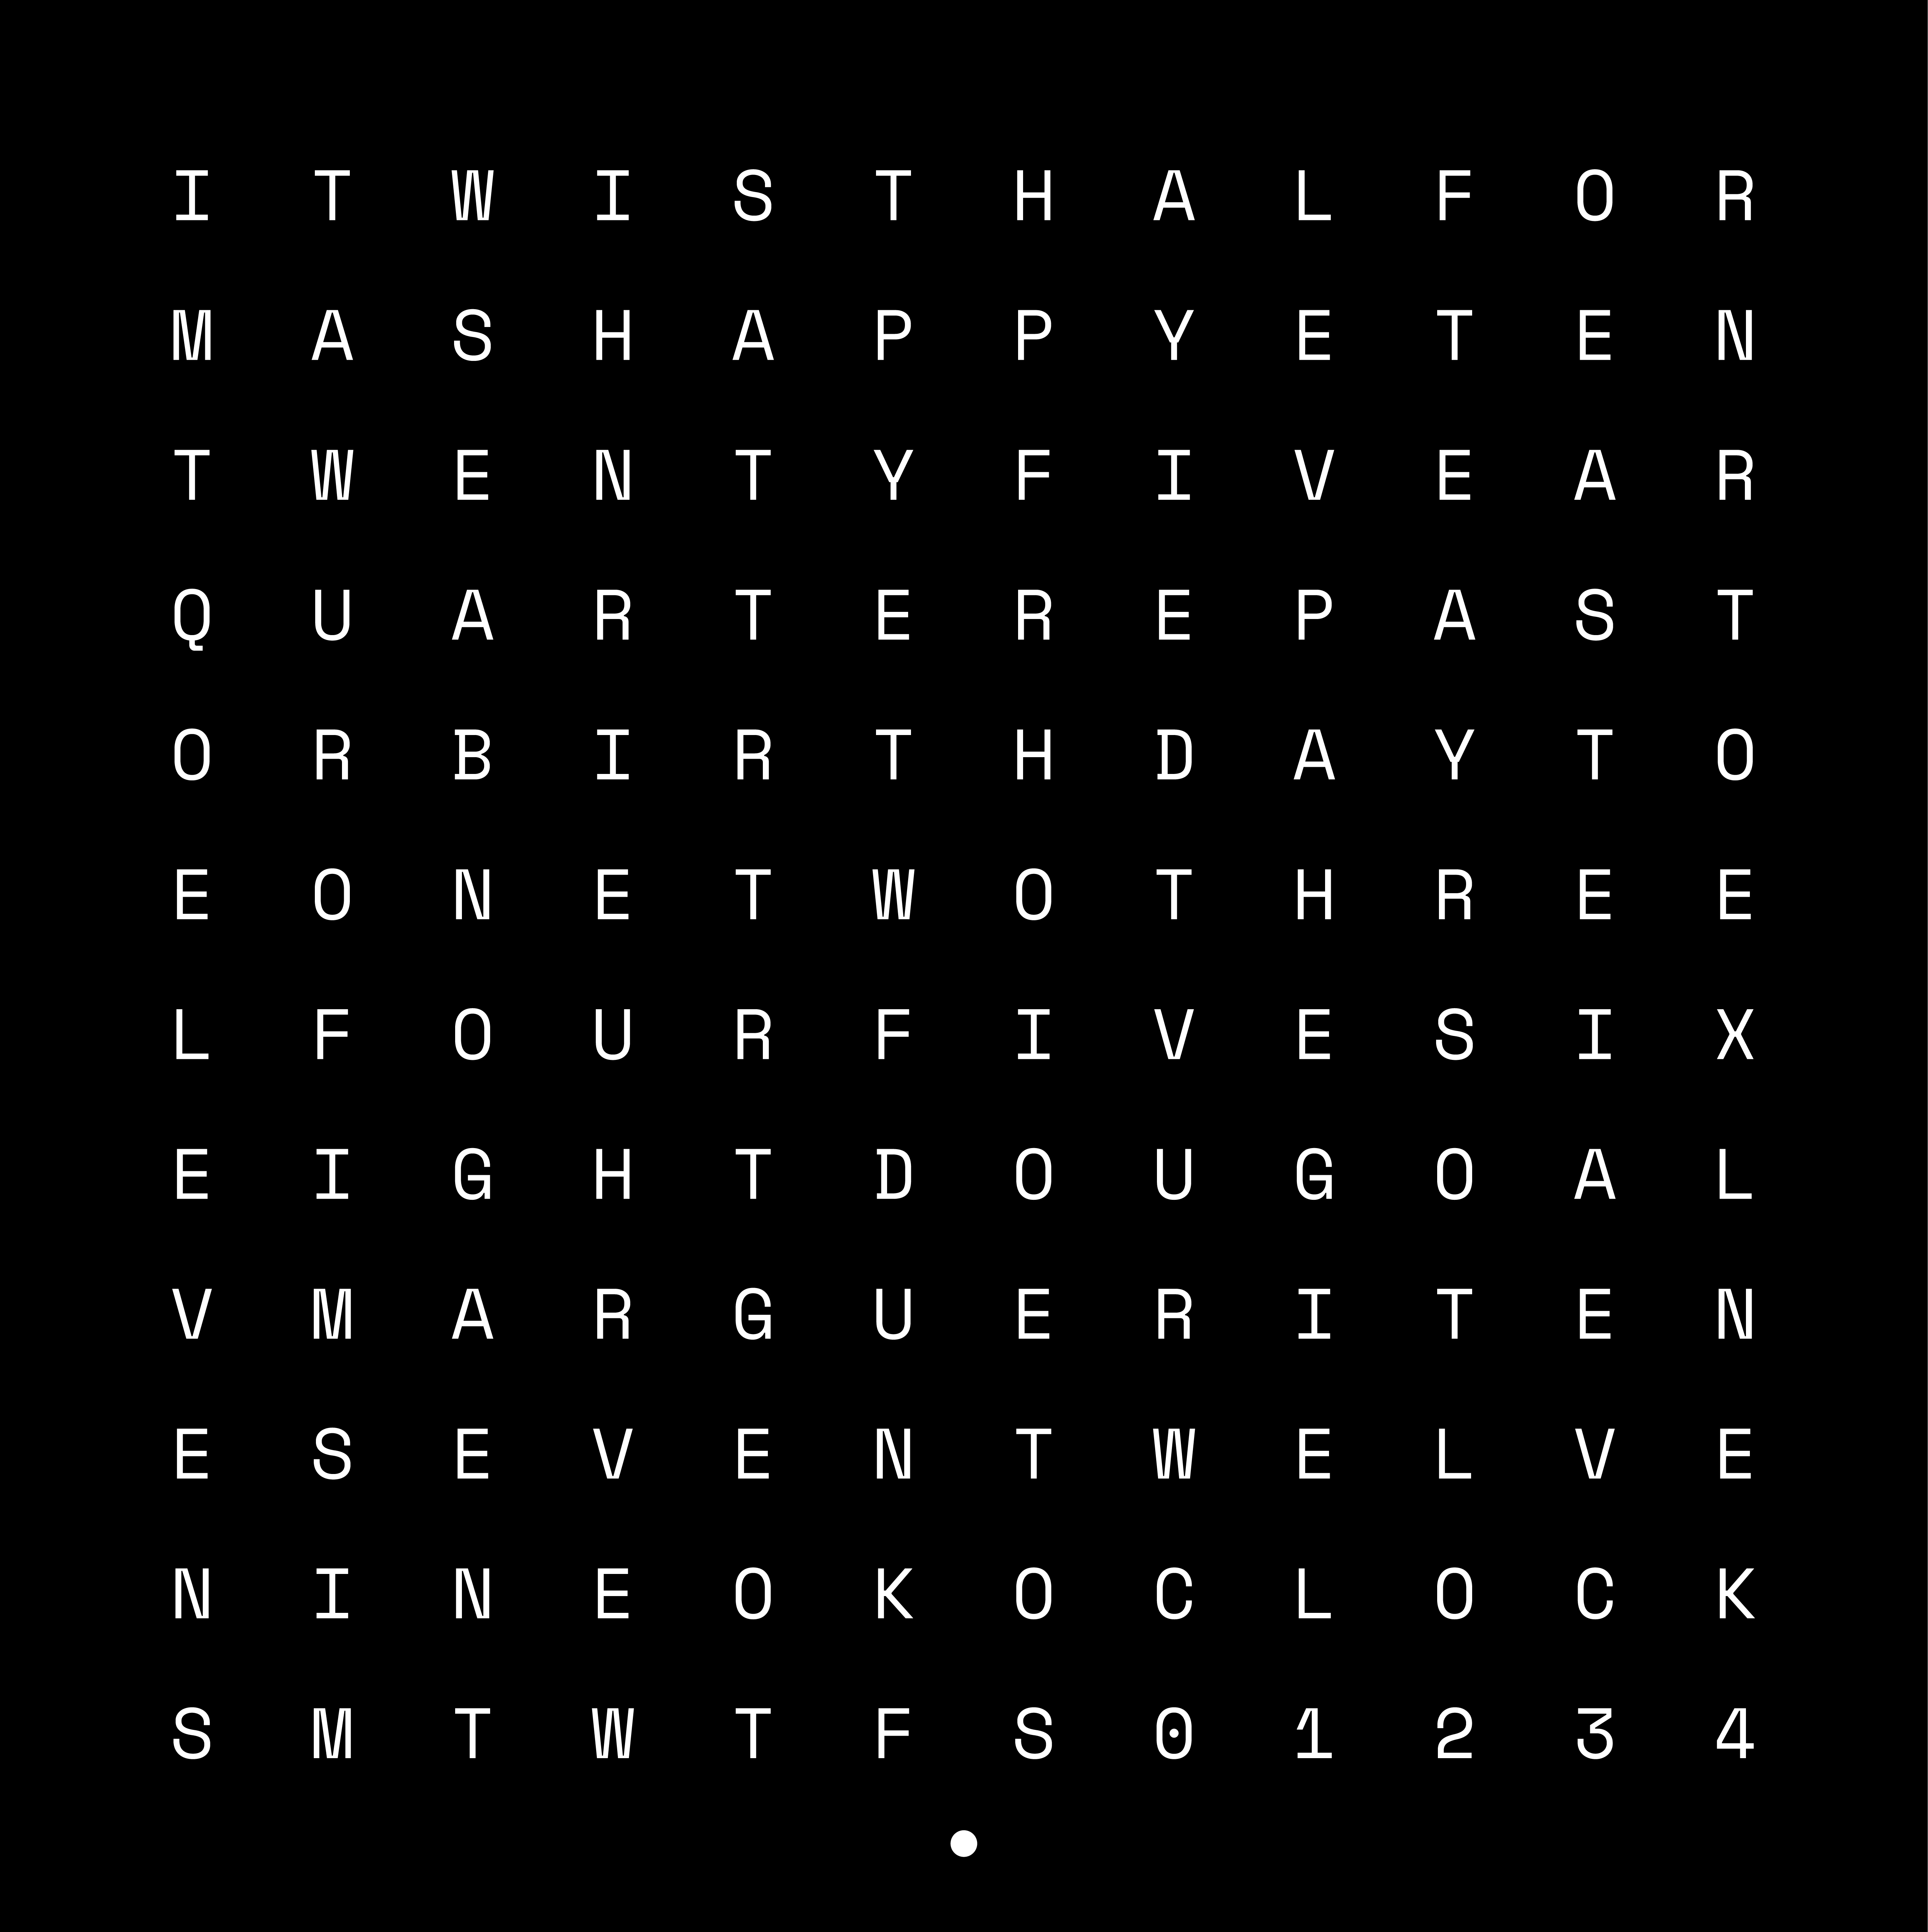 I T W I S T H A L F O R
M A S H A P P Y E T E N
T W E N T Y F I V E A R
Q U A R T E R E P A S T
O R B I R T H D A Y T O
E O N E T W O T H R E E
L F O U R F I V E S I X
E I G H T D O U G O A L
V M A R G U E R I T E N
E S E V E N T W E L V E
N I N E O K O C L O C K
S M T W T F S 0 1 2 3 4